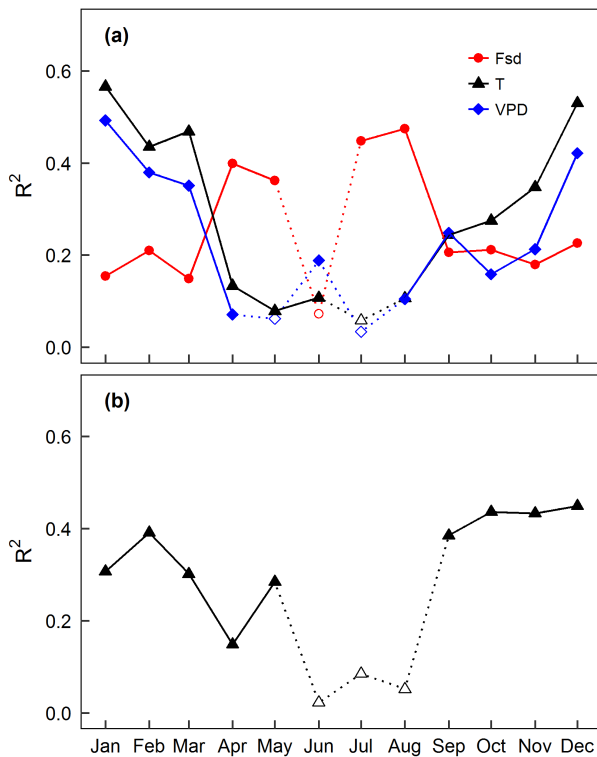 (a)
Fsd
T
VPD
0.6
0.4
0.2
0.0
R²
(b)
0.6
0.4
0.2
0.0
R²
Jan Feb Mar Apr May Jun Jul Aug Sep Oct Nov Dec